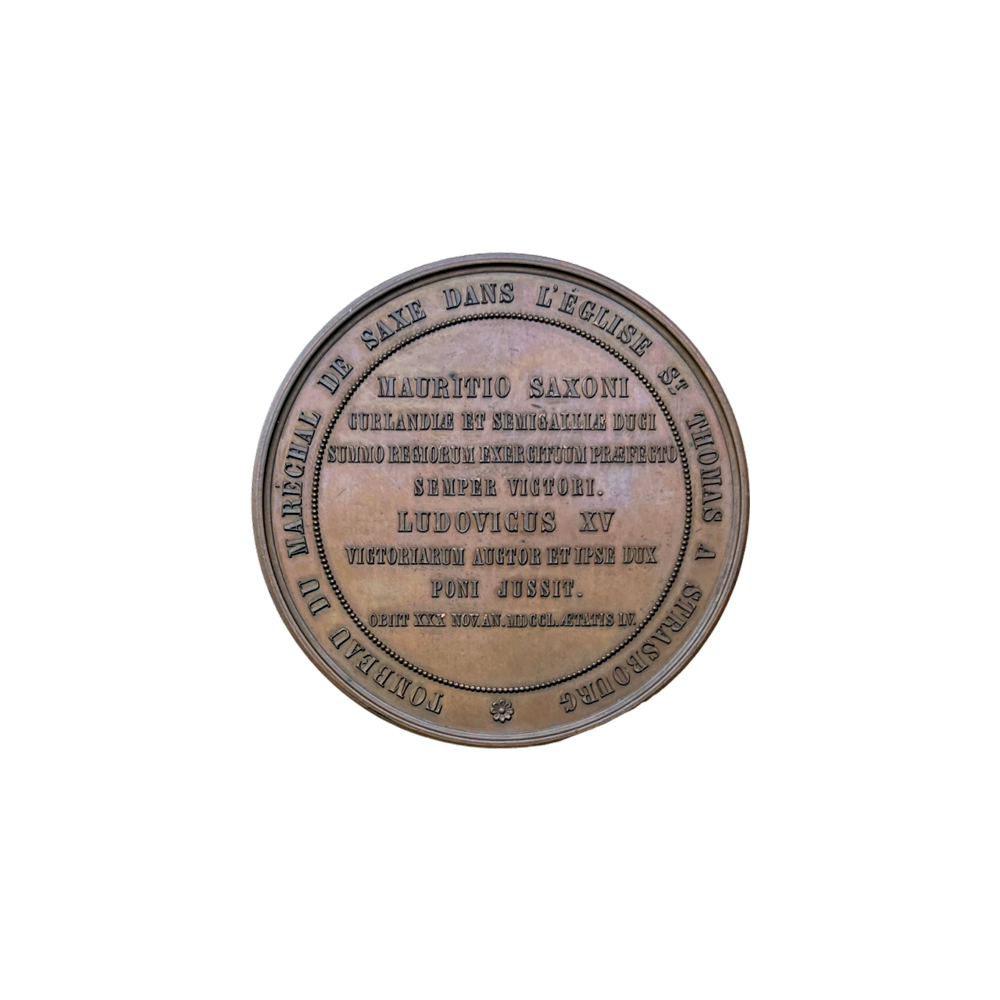 TOMBEAU DU MARÉCHAL DE SAXE DANS L'ÉGLISE ST THOMAS A STRASBOURG
MAURITIO SAXONI
CURLANDIÆ ET SEMIGALLIÆ DUCI
SUMMO REGIORUM EXERCITUUM PRÆFECTO
SEMPER VICTORI.
LUDOVICUS XV
VICTORIARUM AUCTOR ET IPSE DUX
PONI JUSSIT.
OBIIT XXX NOV. AN. MDCCL. ÆTATIS LV.